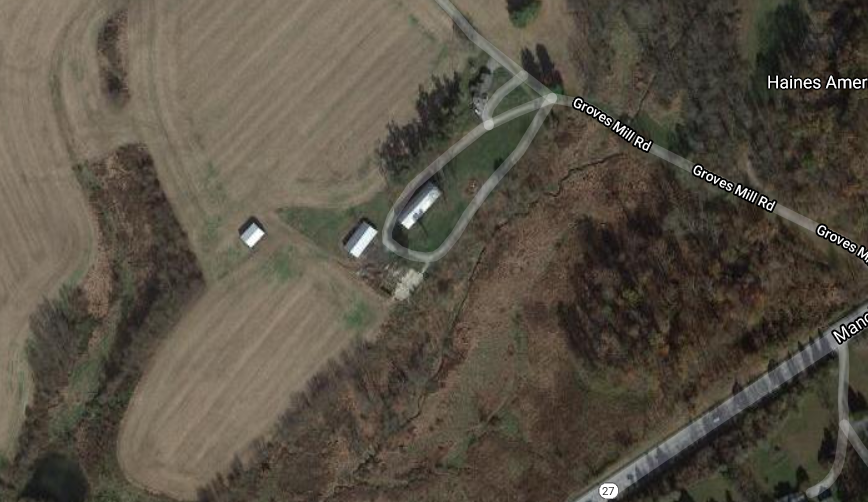 Haines Amer
Groves Mill Rd
Groves Mill Rd
Groves M
Manc
27